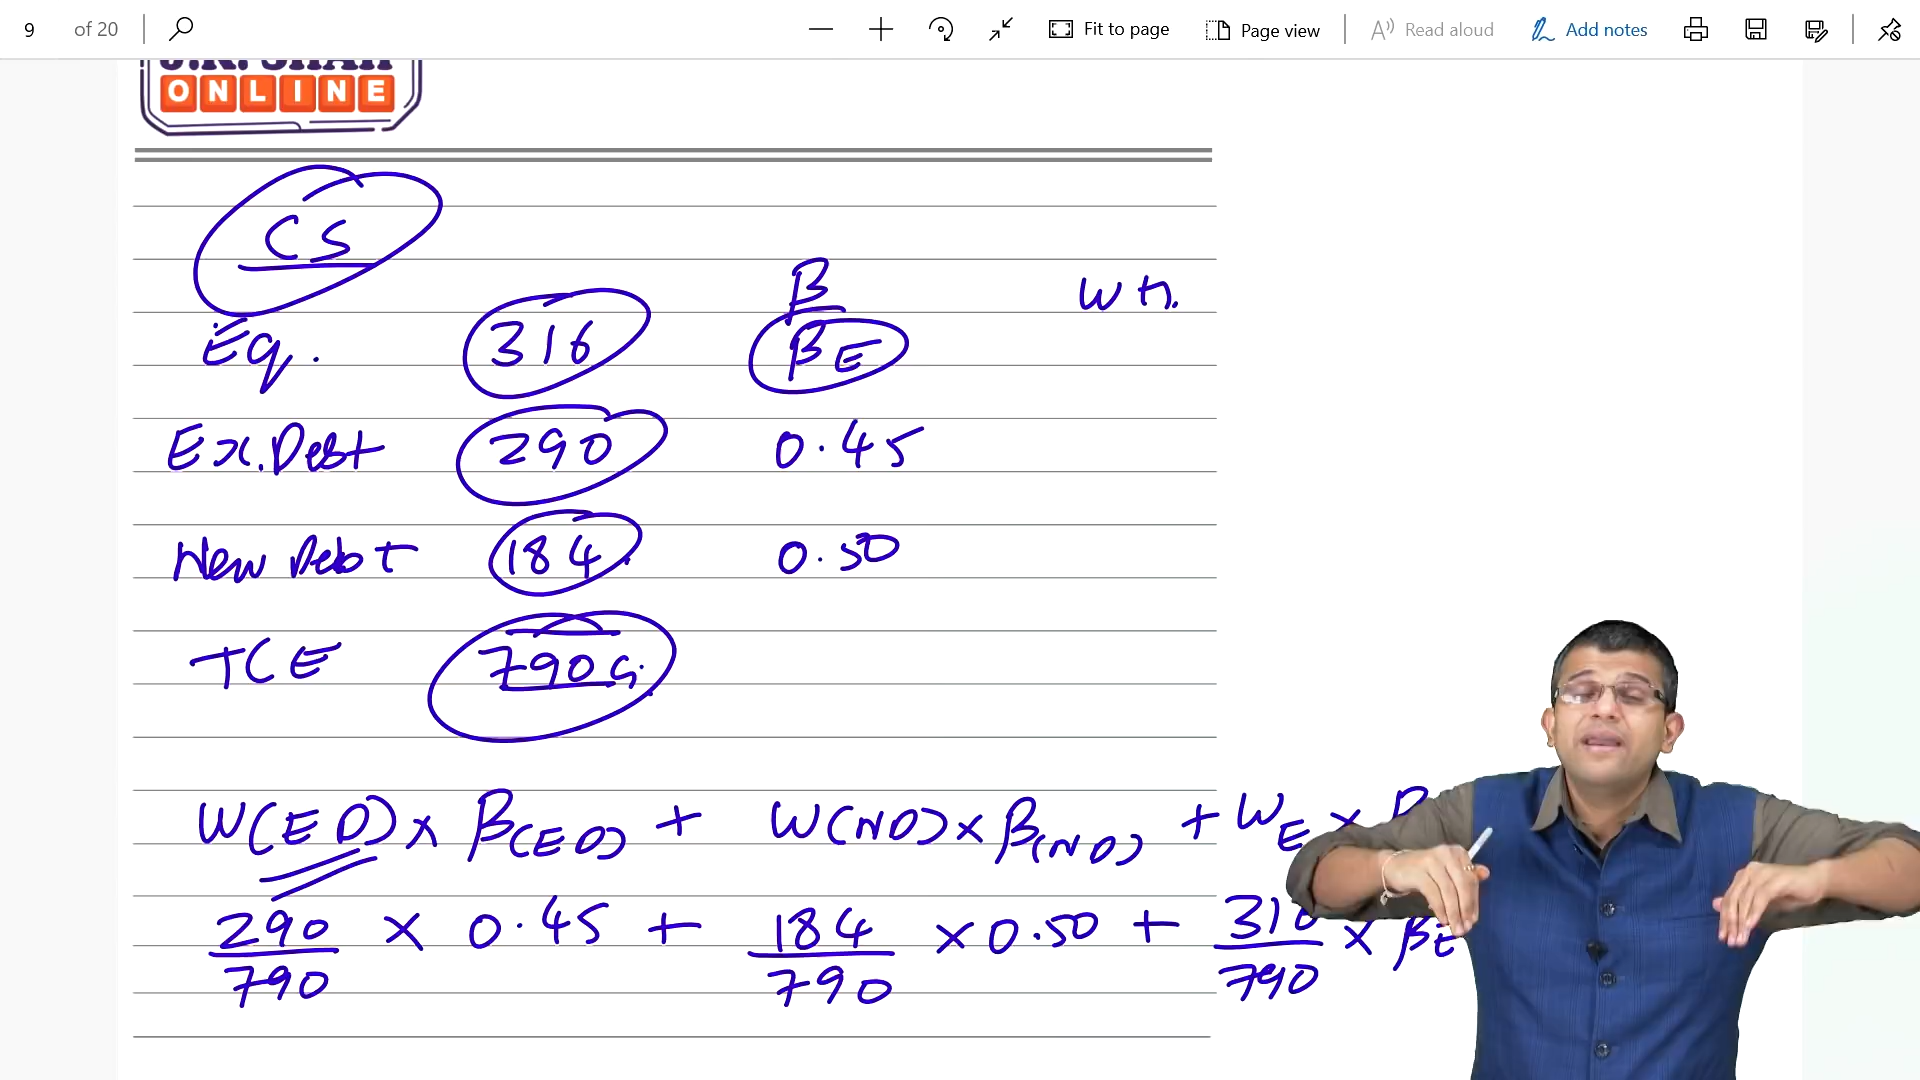 9 of 20 Fit to page Page view Read aloud Add notes
ONLINE
CS
β Wt.
Eq. 316 βE
Ex. Debt 290 0.45
New Debt 184 0.50
TCE 790
W(ED) × β(ED) + W(ND) × β(ND) + WE ×
290/790 × 0.45 + 184/790 × 0.50 + 316/790 × βE